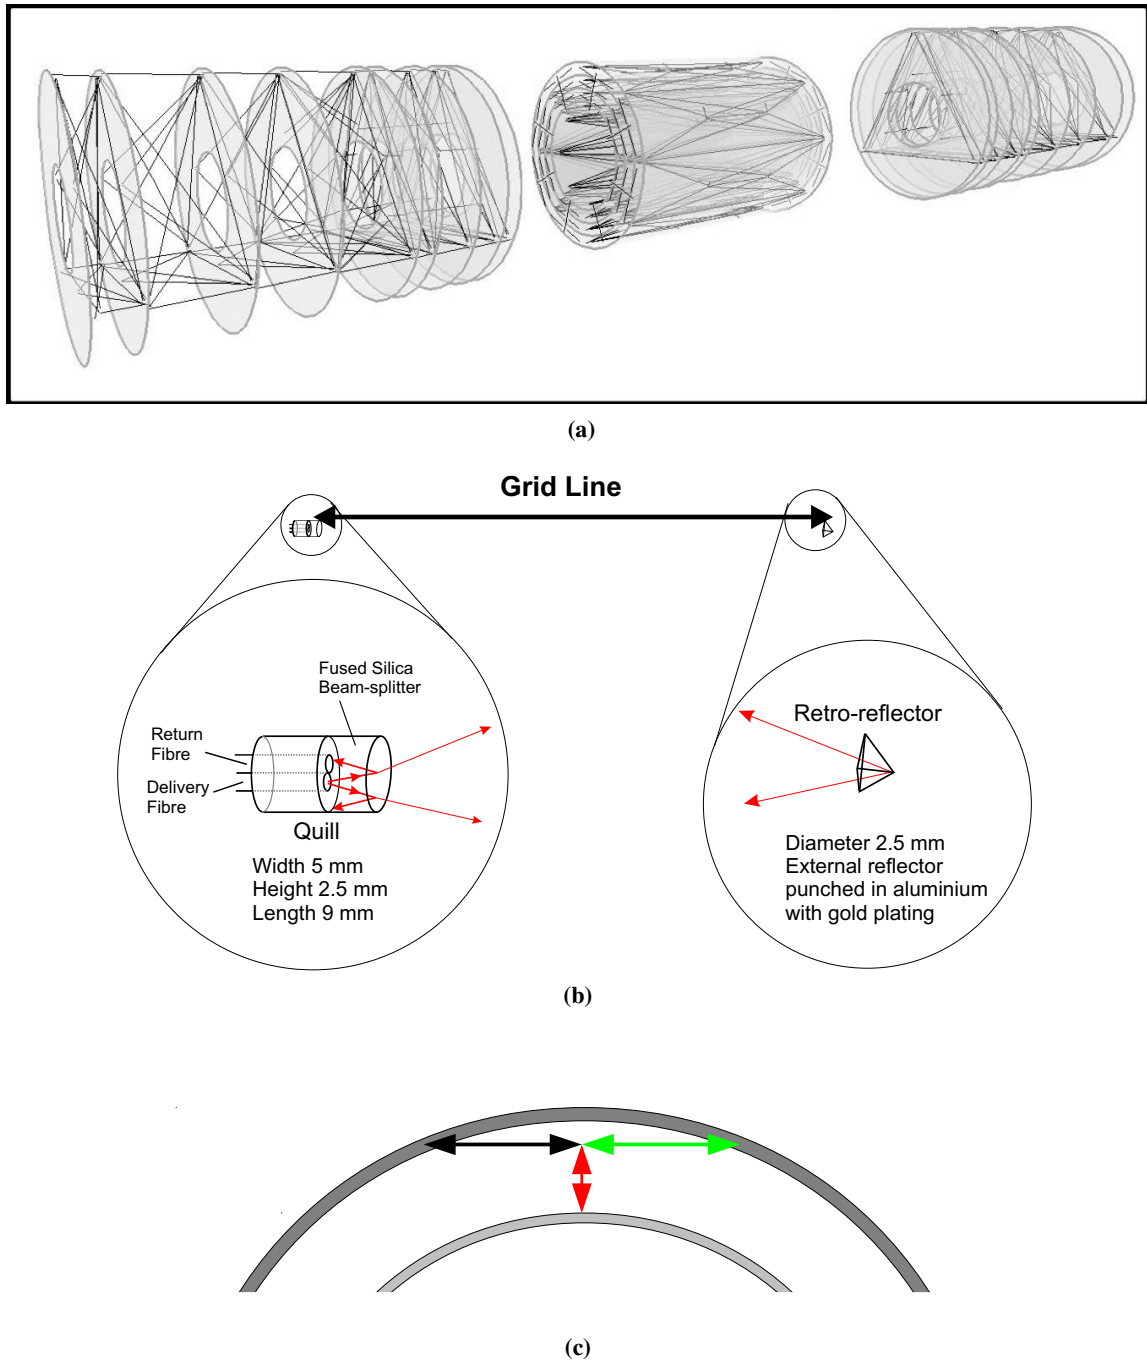 (a)
Grid Line
Fused Silica
Beam-splitter
Return
Fibre
Delivery
Fibre
Quill
Width 5 mm
Height 2.5 mm
Length 9 mm
Retro-reflector
Diameter 2.5 mm
External reflector
punched in aluminium
with gold plating
(b)
(c)